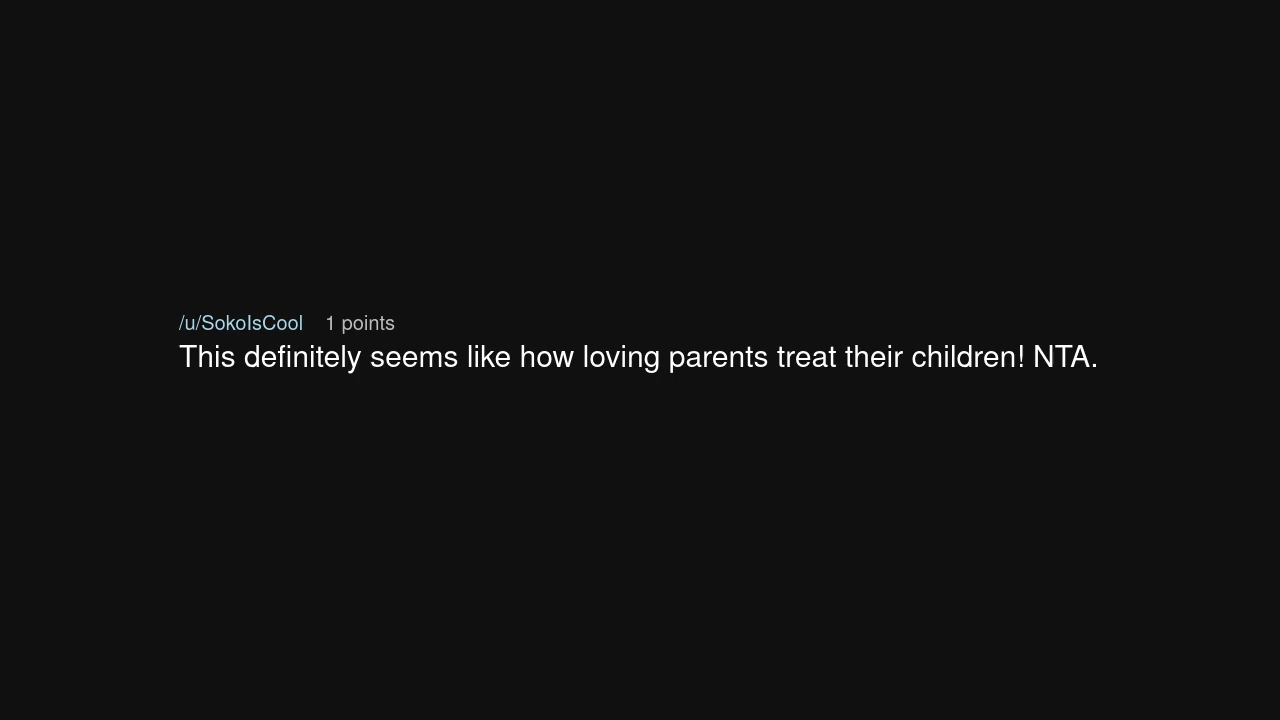 /u/SokoIsCool 1 points
This definitely seems like how loving parents treat their children! NTA.